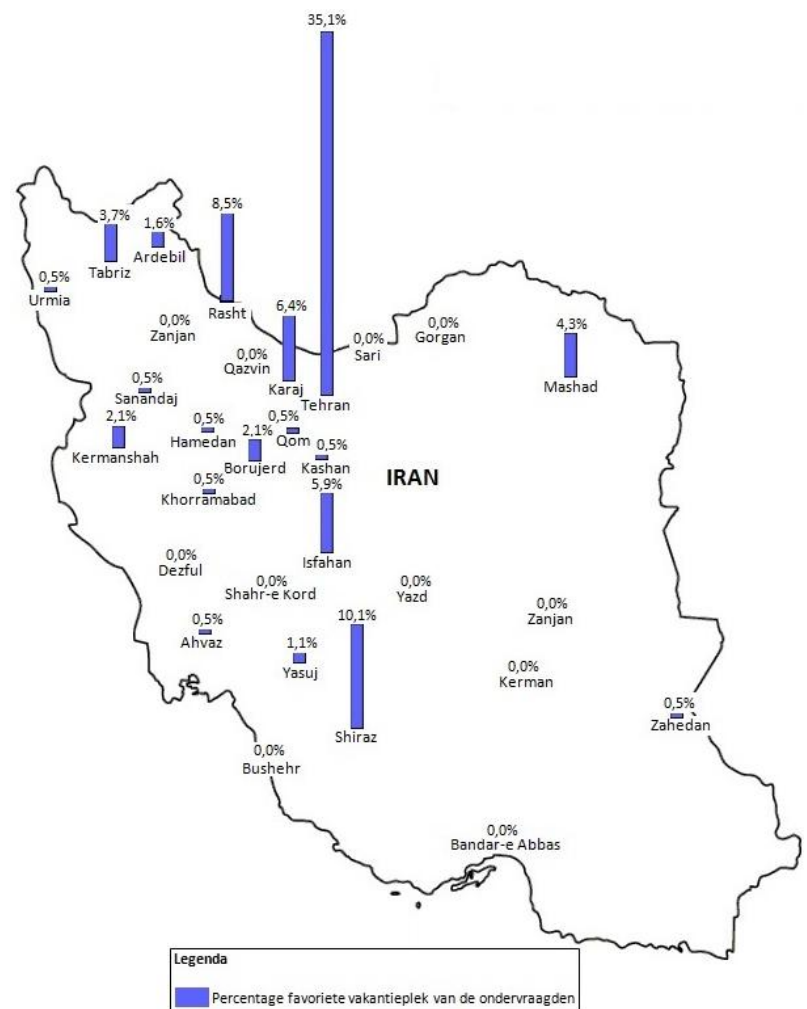 35,1%
3,7%
Tabriz
1,6%
Ardebil
8,5%
Rasht
0,5%
Urmia
0,0%
Zanjan
0,0%
Qazvin
6,4%
Karaj
Tehran
0,0%
Sari
0,0%
Gorgan
4,3%
Mashad
0,5%
Sanandaj
2,1%
Kermanshah
0,5%
Hamedan
2,1%
Borujerd
0,5%
Qom
0,5%
Kashan
IRAN
0,5%
Khorramabad
5,9%
Isfahan
0,0%
Dezful
0,0%
Shahr-e Kord
0,0%
Yazd
0,0%
Zanjan
0,5%
Ahvaz
1,1%
Yasuj
10,1%
Shiraz
0,0%
Kerman
0,5%
Zahedan
0,0%
Bushehr
0,0%
Bandar-e Abbas
Legenda
Percentage favoriete vakantieplek van de ondervraagden